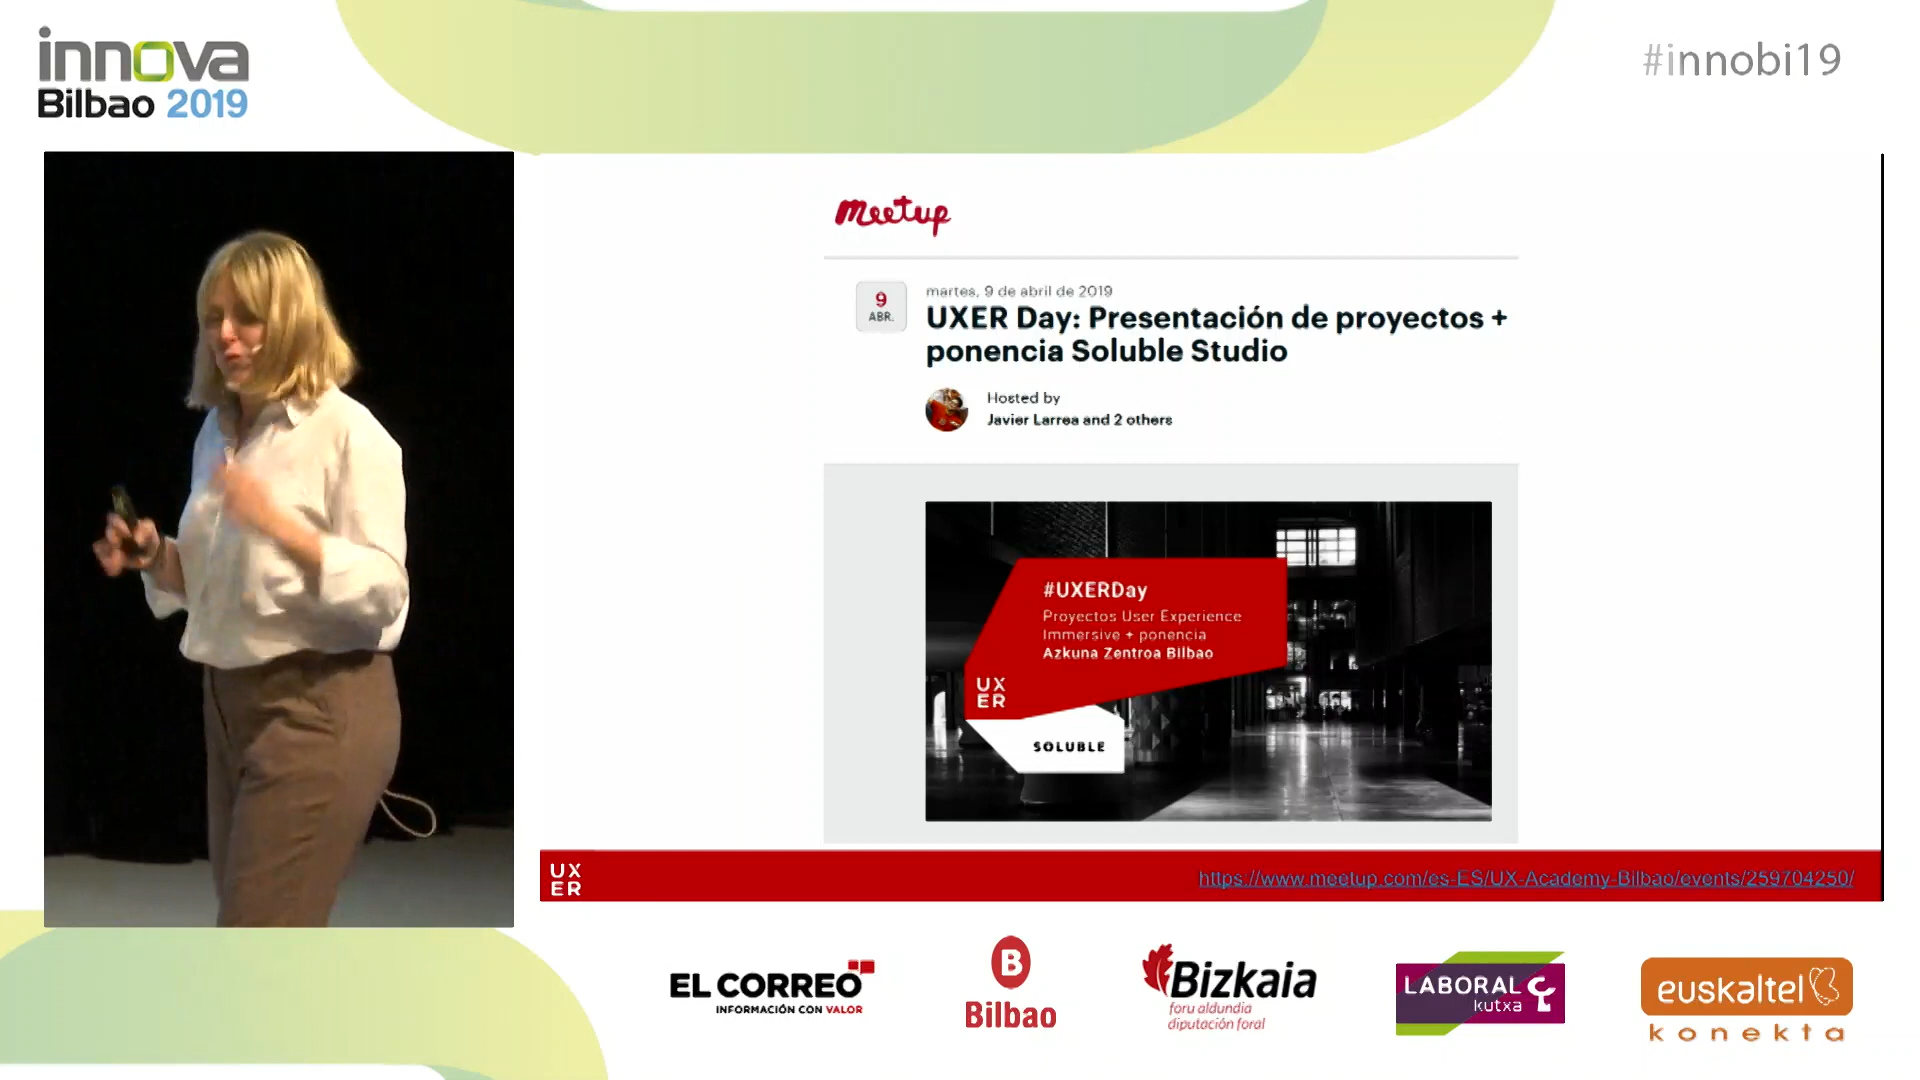 innova
Bilbao 2019
#innobi19
Meetup
9
ABR.
martes, 9 de abril de 2019
UXER Day: Presentación de proyectos +
ponencia Soluble Studio
Hosted by
Javier Larrea and 2 others
#UXERDay
Proyectos User Experience
Immersive + ponencia
Azkuna Zentroa Bilbao
UX
ER
SOLUBLE
UX
ER
https://www.meetup.com/es-ES/UX-Academy-Bilbao/events/259704250/
EL CORREO
INFORMACIÓN CON VALOR
B
Bilbao
Bizkaia
foru aldundia
diputación foral
LABORAL
kutxa
euskaltel
konekta